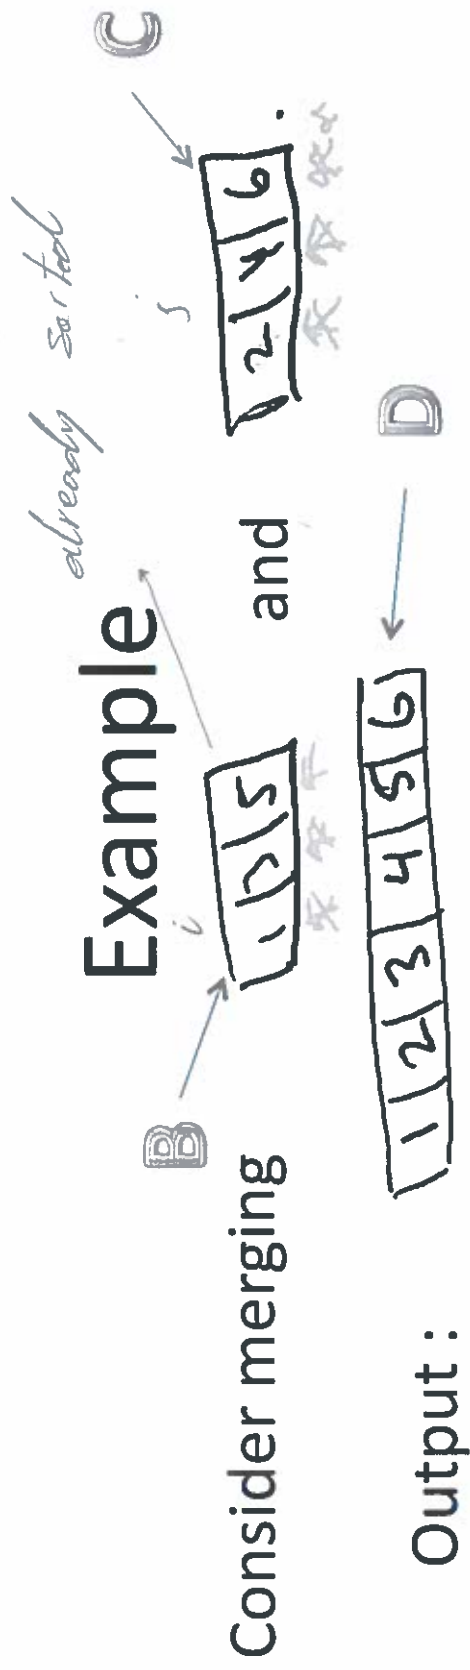 already sorted
Example
C
B
i
j
Consider merging
1 3 5
and
2 4 6 .
D
Output :
1 2 3 4 5 6